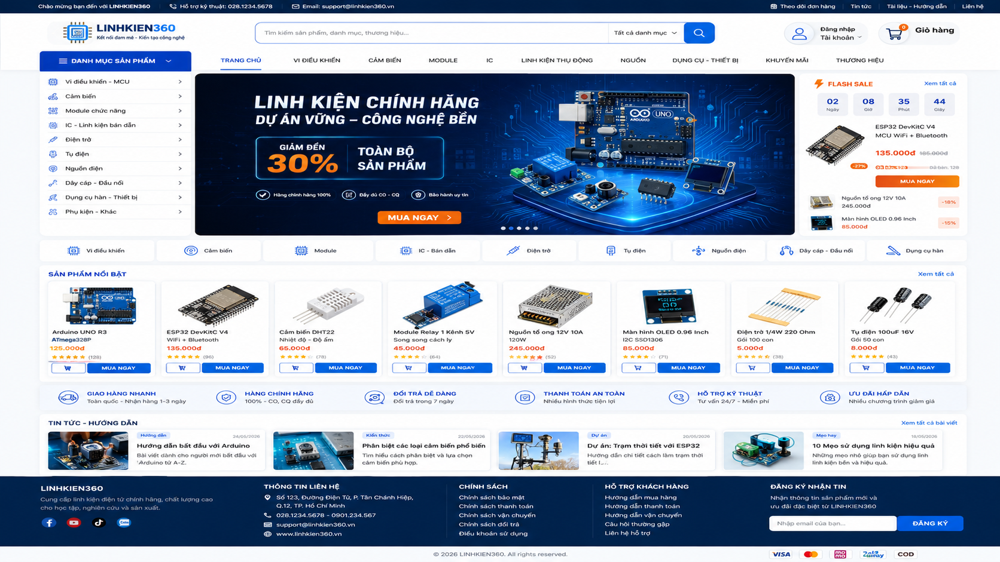 Chào mừng bạn đến với LINHKIEN360
Hỗ trợ kỹ thuật: 028.1234.5678
Email: support@linhkien360.vn
Theo dõi đơn hàng
Tin tức
Tài liệu - Hướng dẫn
Liên hệ
LINHKIEN360
Kết nối đam mê - Kiến tạo công nghệ
Tìm kiếm sản phẩm, danh mục, thương hiệu...
Tất cả danh mục
Đăng nhập
Tài khoản
0
Giỏ hàng
DANH MỤC SẢN PHẨM
TRANG CHỦ
VI ĐIỀU KHIỂN
CẢM BIẾN
MODULE
IC
LINH KIỆN THỤ ĐỘNG
NGUỒN
DỤNG CỤ - THIẾT BỊ
KHUYẾN MÃI
THƯƠNG HIỆU
Vi điều khiển - MCU
Cảm biến
Module chức năng
IC - Linh kiện bán dẫn
Điện trở
Tụ điện
Nguồn điện
Dây cáp - Đầu nối
Dụng cụ hàn - Thiết bị
Phụ kiện - Khác
LINH KIỆN CHÍNH HÃNG
DỰ ÁN VỮNG – CÔNG NGHỆ BỀN
GIẢM ĐẾN
30%
TOÀN BỘ
SẢN PHẨM
Hàng chính hãng 100%
Đầy đủ CO - CQ
Bảo hành uy tín
MUA NGAY
UNO
FLASH SALE
Xem tất cả
02
Ngày
08
Giờ
35
Phút
44
Giây
ESP32 DevKitC V4
MCU WiFi + Bluetooth
135.000đ
185.000đ
-27%
Đã bán: 128
MUA NGAY
Nguồn tổ ong 12V 10A
245.000đ
-18%
Màn hình OLED 0.96 Inch
85.000đ
-15%
Vi điều khiển
Cảm biến
Module
IC - Bán dẫn
Điện trở
Tụ điện
Nguồn điện
Dây cáp - Đầu nối
Dụng cụ hàn
SẢN PHẨM NỔI BẬT
Xem tất cả
Arduino UNO R3
ATmega328P
125.000đ
(128)
MUA NGAY
ESP32 DevKitC V4
WIFi + Bluetooth
135.000đ
(96)
MUA NGAY
Cảm biến DHT22
Nhiệt độ - Độ ẩm
65.000đ
(78)
MUA NGAY
Module Relay 1 Kênh 5V
Song song cách ly
45.000đ
(64)
MUA NGAY
Nguồn tổ ong 12V 10A
120W
245.000đ
(52)
MUA NGAY
Màn hình OLED 0.96 Inch
I2C SSD1306
85.000đ
(71)
MUA NGAY
Điện trở 1/4W 220 Ohm
Gói 100 con
5.000đ
(38)
MUA NGAY
Tụ điện 100uF 16V
Gói 50 con
8.000đ
(43)
MUA NGAY
GIAO HÀNG NHANH
Toàn quốc - Nhận hàng 1-3 ngày
HÀNG CHÍNH HÃNG
100% - CO, CQ đầy đủ
ĐỔI TRẢ DỄ DÀNG
Đổi trả trong 7 ngày
THANH TOÁN AN TOÀN
Nhiều hình thức tiện lợi
HỖ TRỢ KỸ THUẬT
Tư vấn 24/7 - Miễn phí
ƯU ĐÃI HẤP DẪN
Nhiều chương trình giảm giá
TIN TỨC - HƯỚNG DẪN
Xem tất cả bài viết
Hướng dẫn
24/05/2026
Hướng dẫn bắt đầu với Arduino
Bài viết dành cho người mới bắt đầu với
Arduino từ A-Z.
Kiến thức
22/05/2026
Phân biệt các loại cảm biến phổ biến
Tìm hiểu cách phân biệt và lựa chọn
cảm biến phù hợp.
Dự án
20/05/2026
Dự án: Trạm thời tiết với ESP32
Hướng dẫn chi tiết cách làm trạm thời
tiết
Mẹo hay
18/05/2026
10 Mẹo sử dụng linh kiện hiệu quả
Những mẹo nhỏ giúp bạn sử dụng linh
linh kiện bền và hiệu quả.
LINHKIEN360
Cung cấp linh kiện điện tử chính hãng, chất lượng cao
cho học tập, nghiên cứu và sản xuất.
THÔNG TIN LIÊN HỆ
Số 123, Đường Điện Tử, P. Tân Chánh Hiệp,
Q.12, TP. Hồ Chí Minh
028.1234.5678 - 0901.234.567
support@linhkien360.vn
www.linhkien360.vn
CHÍNH SÁCH
Chính sách bảo mật
Chính sách thanh toán
Chính sách vận chuyển
Chính sách đổi trả
Điều khoản sử dụng
HỖ TRỢ KHÁCH HÀNG
Hướng dẫn mua hàng
Hướng dẫn thanh toán
Hướng dẫn vận chuyển
Câu hỏi thường gặp
Liên hệ hỗ trợ
ĐĂNG KÝ NHẬN TIN
Nhận thông tin sản phẩm mới và
ưu đãi đặc biệt từ LINHKIEN360
Nhập email của bạn...
ĐĂNG KÝ
© 2026 LINHKIEN360. All rights reserved.
VISA
COD